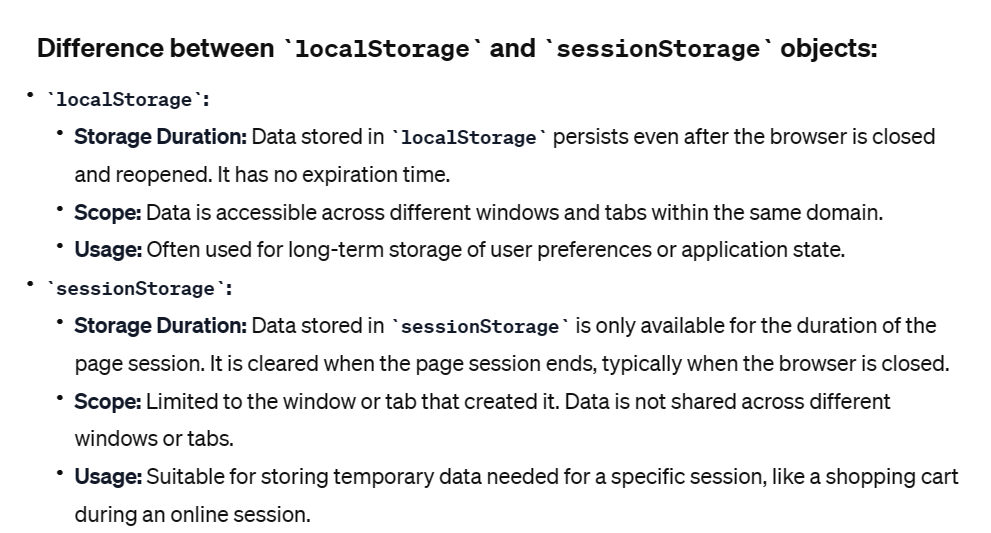 Difference between `localStorage` and `sessionStorage` objects:
• `localStorage`:
• Storage Duration: Data stored in `localStorage` persists even after the browser is closed
and reopened. It has no expiration time.
• Scope: Data is accessible across different windows and tabs within the same domain.
• Usage: Often used for long-term storage of user preferences or application state.
• `sessionStorage`:
• Storage Duration: Data stored in `sessionStorage` is only available for the duration of the
page session. It is cleared when the page session ends, typically when the browser is closed.
• Scope: Limited to the window or tab that created it. Data is not shared across different
windows or tabs.
• Usage: Suitable for storing temporary data needed for a specific session, like a shopping cart
during an online session.